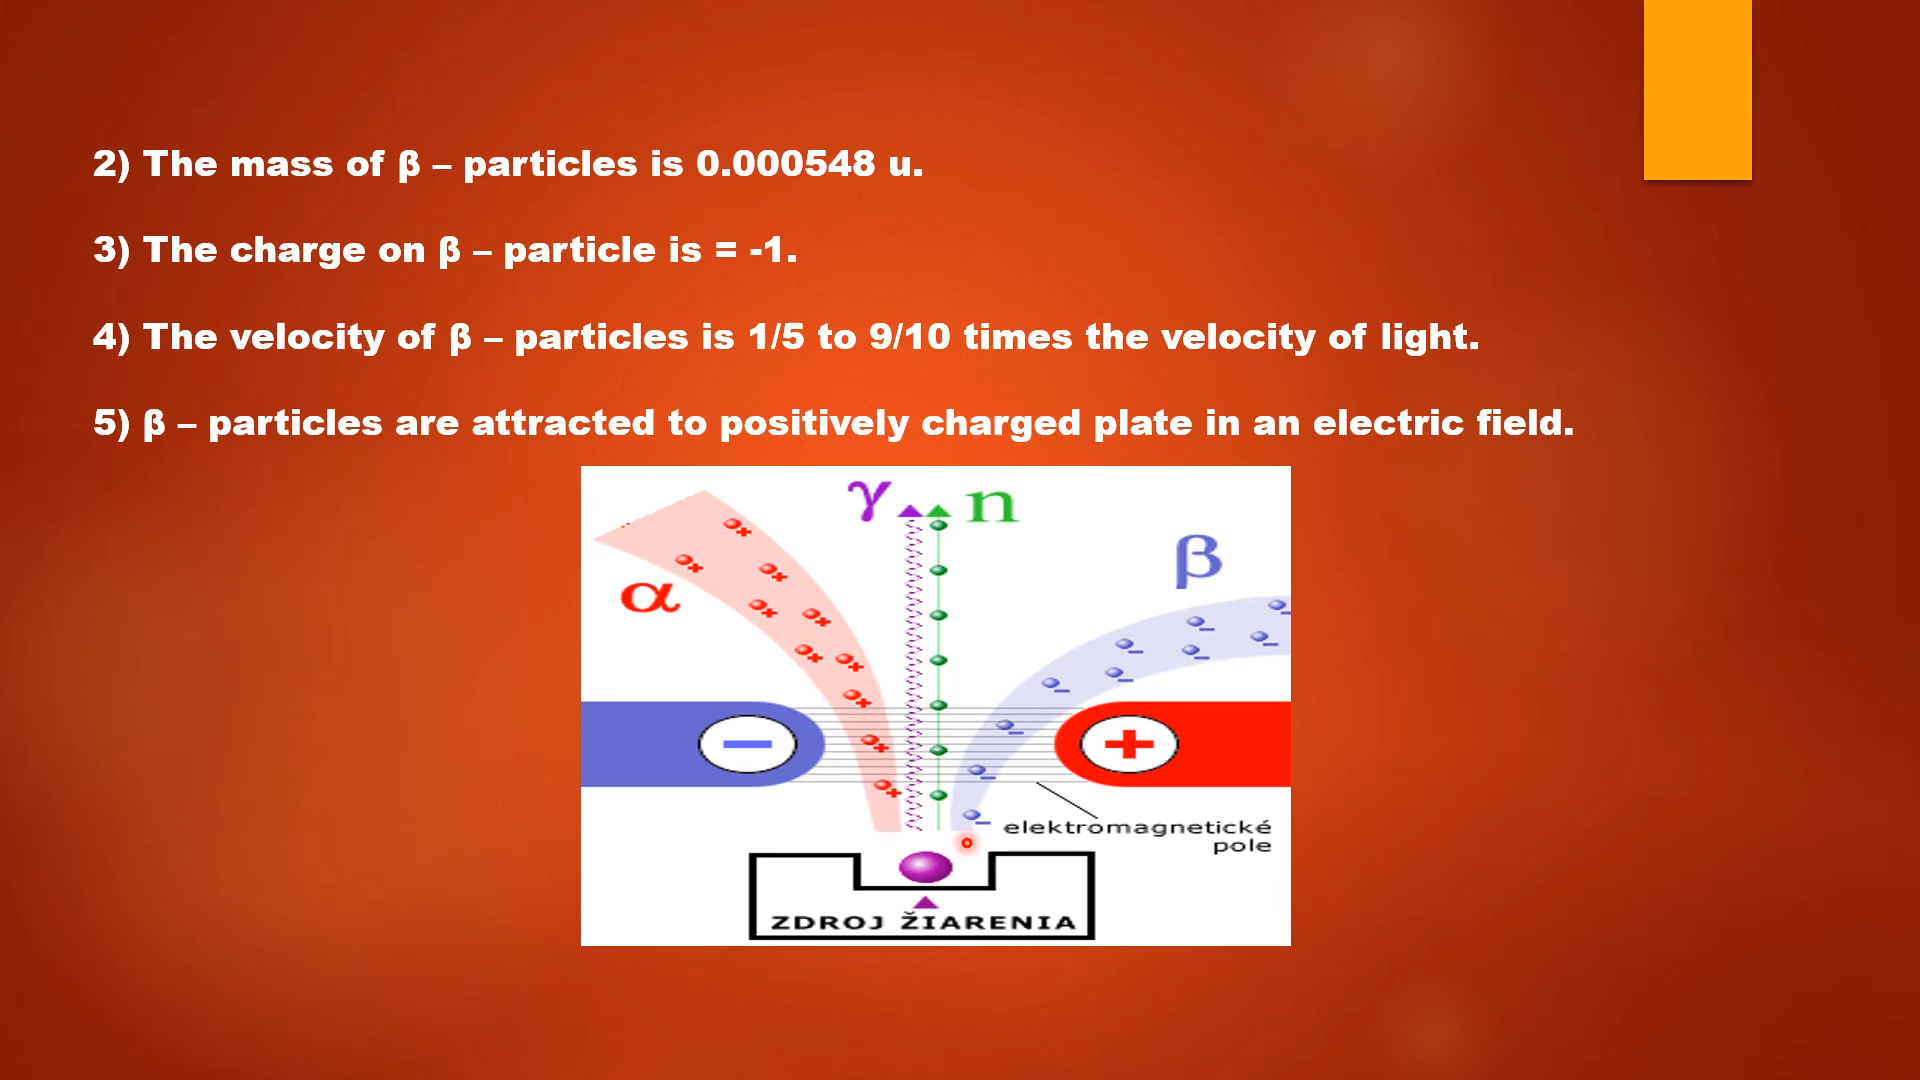 2) The mass of β – particles is 0.000548 u.
3) The charge on β – particle is = -1.
4) The velocity of β – particles is 1/5 to 9/10 times the velocity of light.
5) β – particles are attracted to positively charged plate in an electric field.
γ n
β
α
− +
elektromagnetické
pole
ZDROJ ŽIARENIA